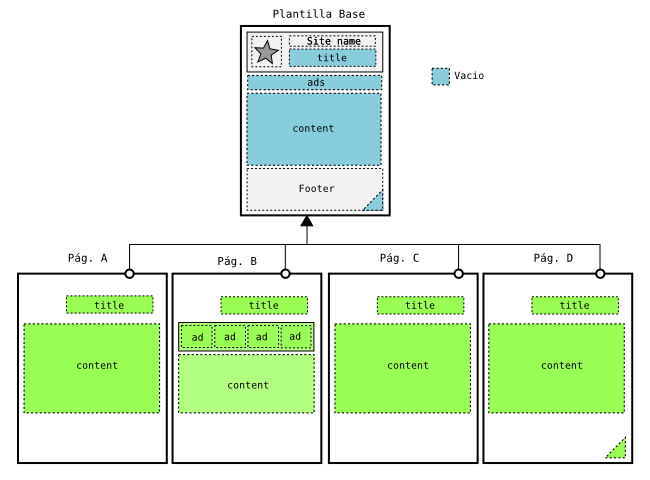 Plantilla Base
Site name
title
Vacio
ads
content
Footer
Pág. A
Pág. B
Pág. C
Pág. D
title
title
title
title
ad ad ad ad
content
content
content
content